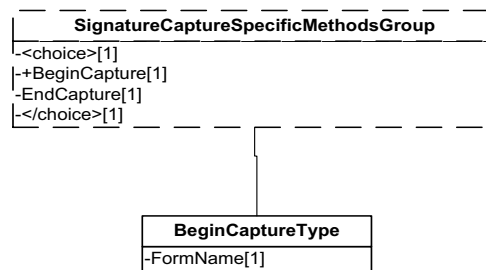 SignatureCaptureSpecificMethodsGroup
-<choice>[1]
-+BeginCapture[1]
-EndCapture[1]
-</choice>[1]
BeginCaptureType
-FormName[1]